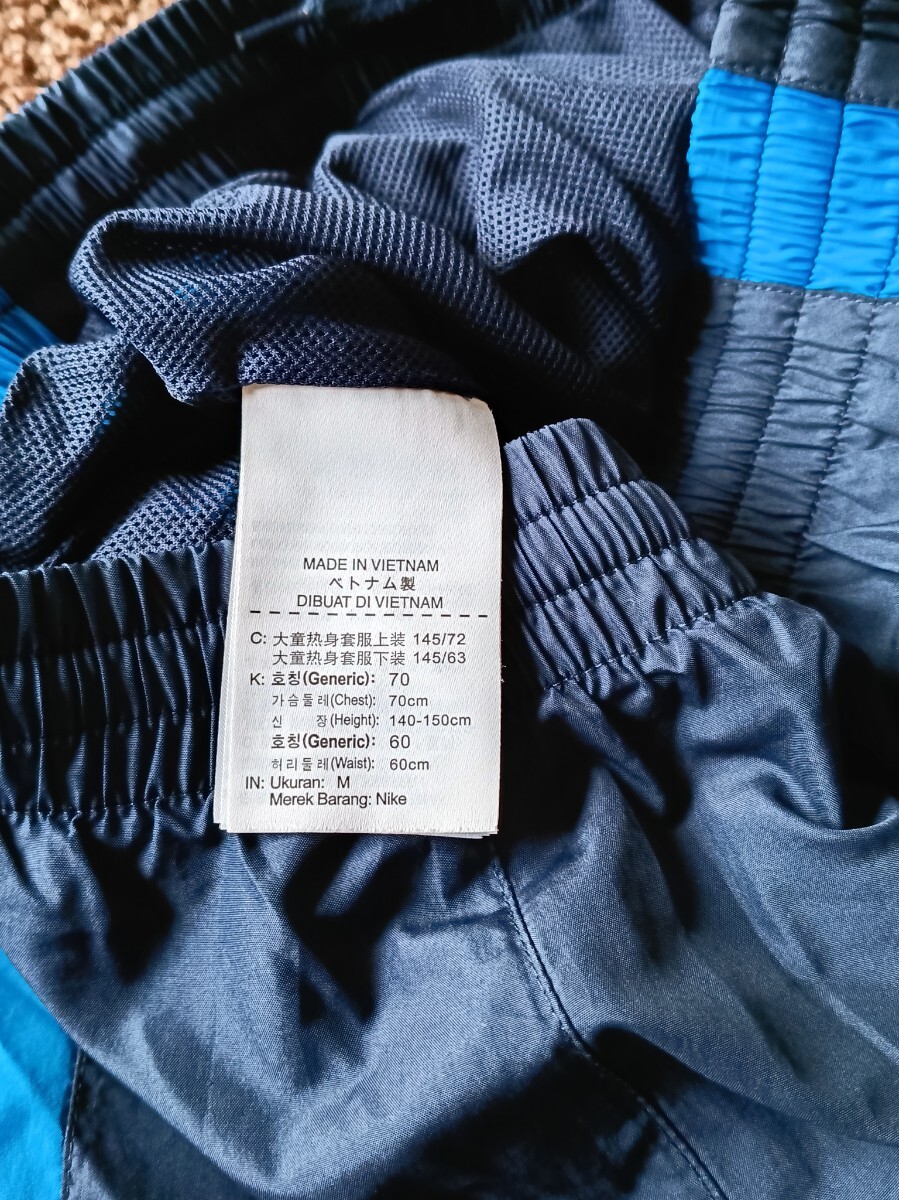 MADE IN VIETNAM
ベトナム製
DIBUAT DI VIETNAM
C: 大童热身套服上装 145/72
大童热身套服下装 145/63
K: 호칭(Generic): 70
가슴둘레(Chest): 70cm
신 장(Height): 140-150cm
호칭(Generic): 60
허리둘레(Waist): 60cm
IN: Ukuran: M
Merek Barang: Nike